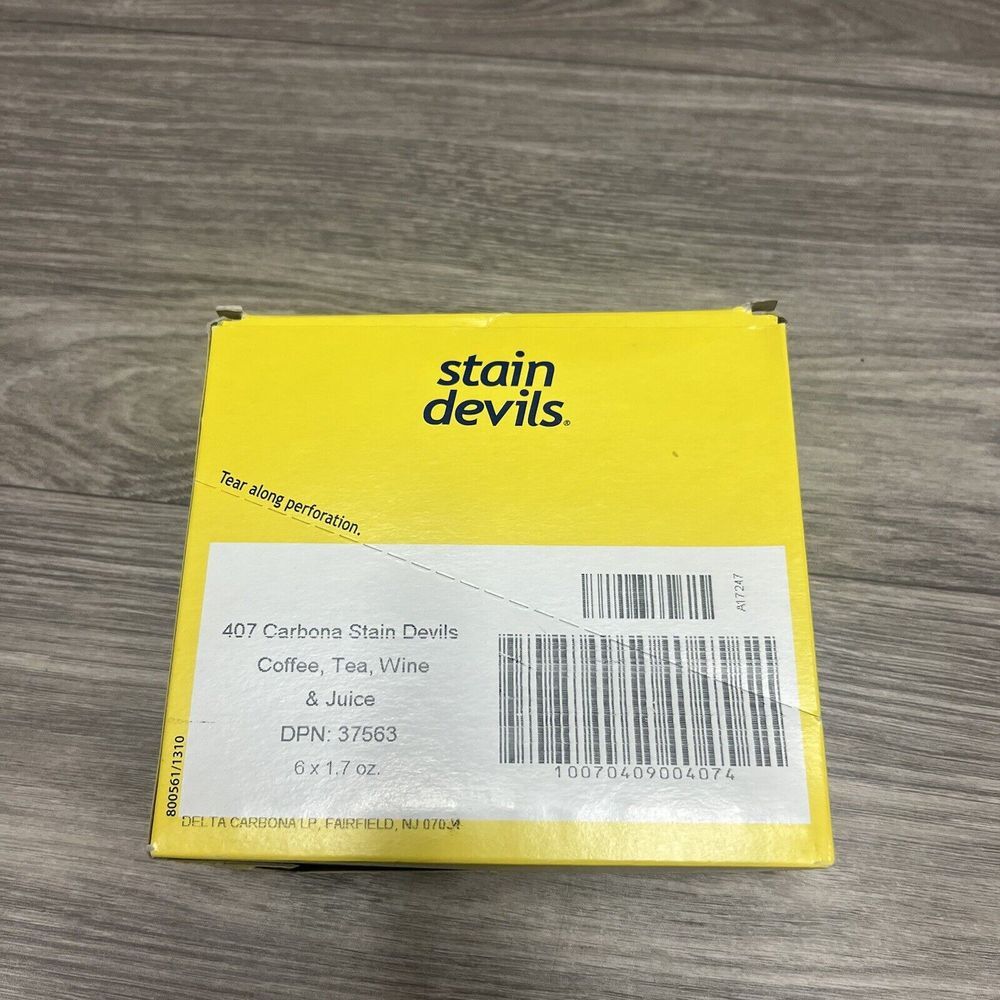 stain
devils®
Tear along perforation.
A17247
407 Carbona Stain Devils
Coffee, Tea, Wine
& Juice
DPN: 37563
6 x 1.7 oz.
10070409004074
800561/1310
DELTA CARBONA LP, FAIRFIELD, NJ 07004